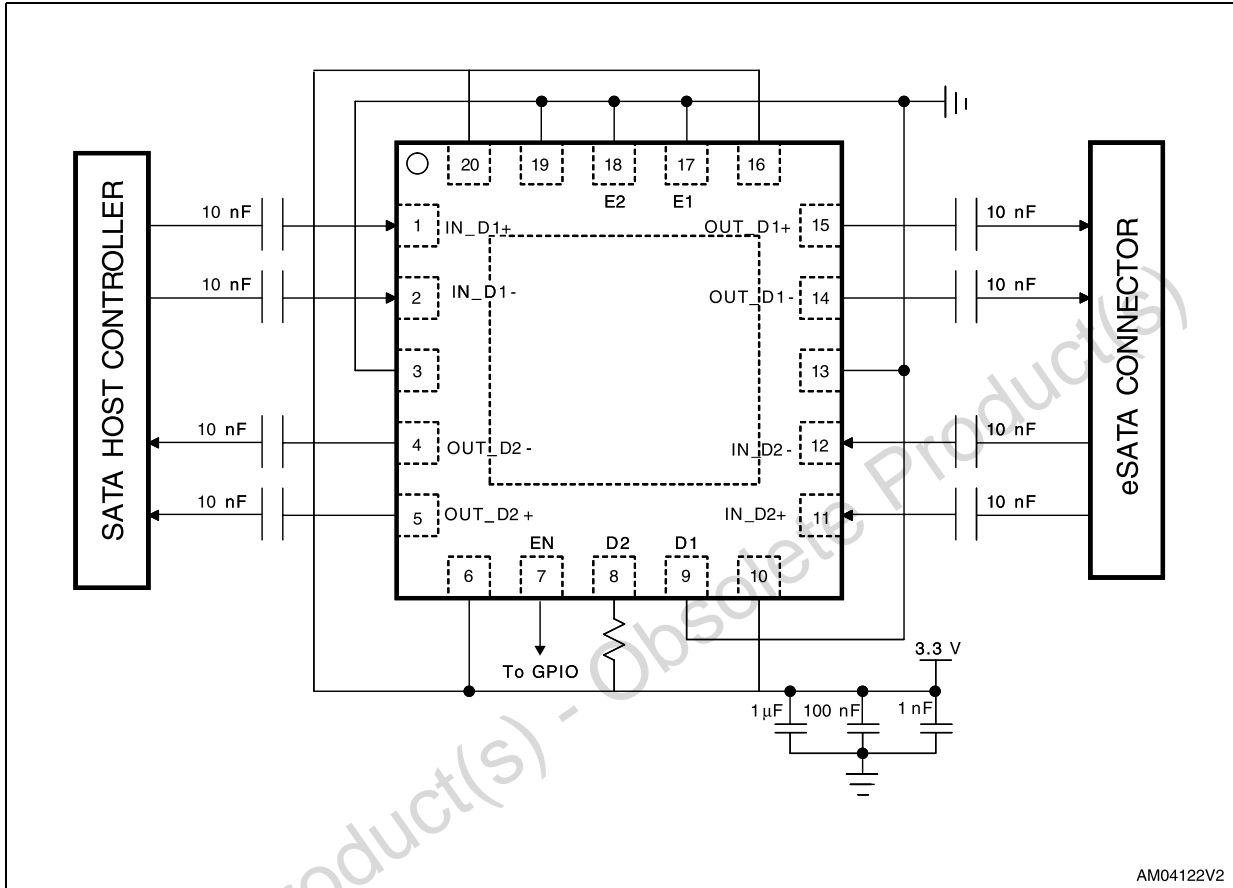 20 19 18 17 16
E2 E1
SATA HOST CONTROLLER
eSATA CONNECTOR
10 nF 1 IN_D1+ OUT_D1+ 15 10 nF
10 nF 2 IN_D1- OUT_D1- 14 10 nF
3 13
10 nF 4 OUT_D2- IN_D2- 12 10 nF
10 nF 5 OUT_D2+ IN_D2+ 11 10 nF
EN D2 D1
6 7 8 9 10
To GPIO
3.3 V
1 µF 100 nF 1 nF
roduct(s) - Obsolete Product(s)
AM04122V2